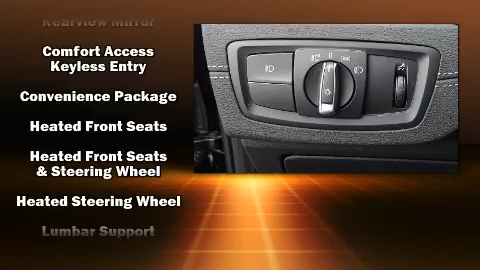 Rearview Mirror
Comfort Access
Keyless Entry
Convenience Package
Heated Front Seats
Heated Front Seats
& Steering Wheel
Heated Steering Wheel
Lumbar Support